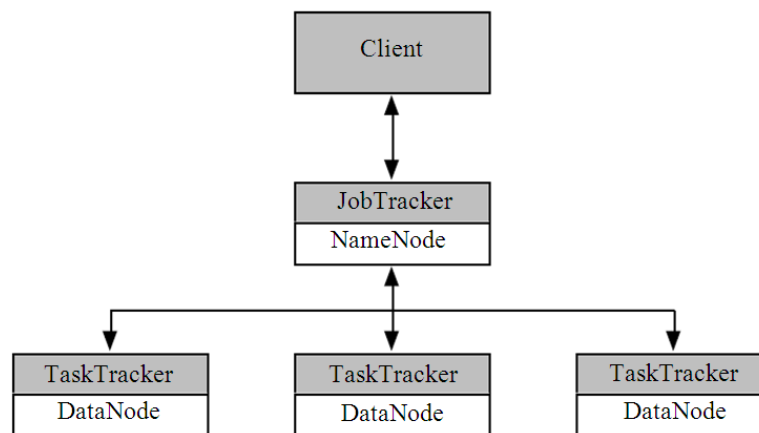 Client
JobTracker
NameNode
TaskTracker
DataNode
TaskTracker
DataNode
TaskTracker
DataNode